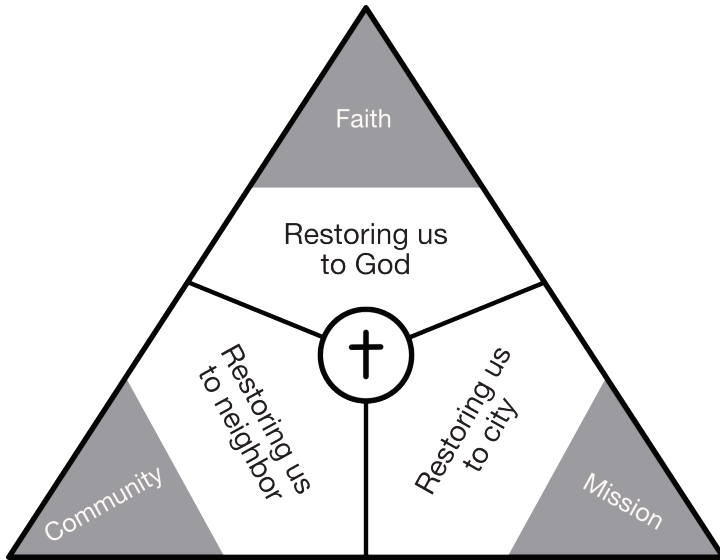 Faith
Restoring us
to God
Restoring us
to neighbor
Restoring us
to city
Community
Mission